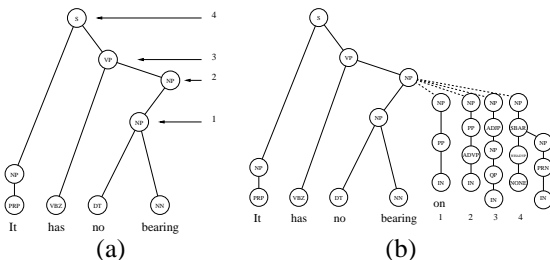 S 4
VP 3
NP 2
NP 1
NP
PRP VBZ DT NN
It has no bearing
(a)
S
VP
NP
NP NP NP NP
NP PP ADJP SBAR
PP NP NP
ADVP
NP QP PRN
PRP VBZ DT NN IN IN NONE
IN IN
It has no bearing on
1 2 3 4
(b)